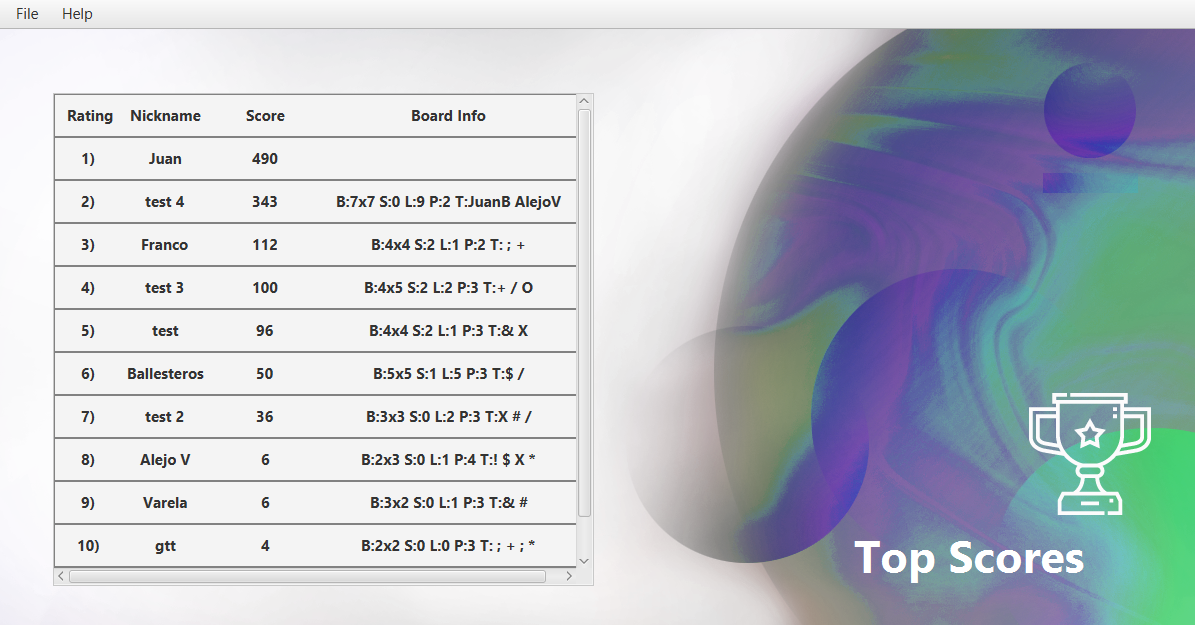 File Help
Rating Nickname Score Board Info
1) Juan 490
2) test 4 343 B:7x7 S:0 L:9 P:2 T:JuanB AlejoV
3) Franco 112 B:4x4 S:2 L:1 P:2 T: ; +
4) test 3 100 B:4x5 S:2 L:2 P:3 T:+ / O
5) test 96 B:4x4 S:2 L:1 P:3 T:& X
6) Ballesteros 50 B:5x5 S:1 L:5 P:3 T:$ /
7) test 2 36 B:3x3 S:0 L:2 P:3 T:X # /
8) Alejo V 6 B:2x3 S:0 L:1 P:4 T:! $ X *
9) Varela 6 B:3x2 S:0 L:1 P:3 T:& #
10) gtt 4 B:2x2 S:0 L:0 P:3 T: ; + ; *
Top Scores